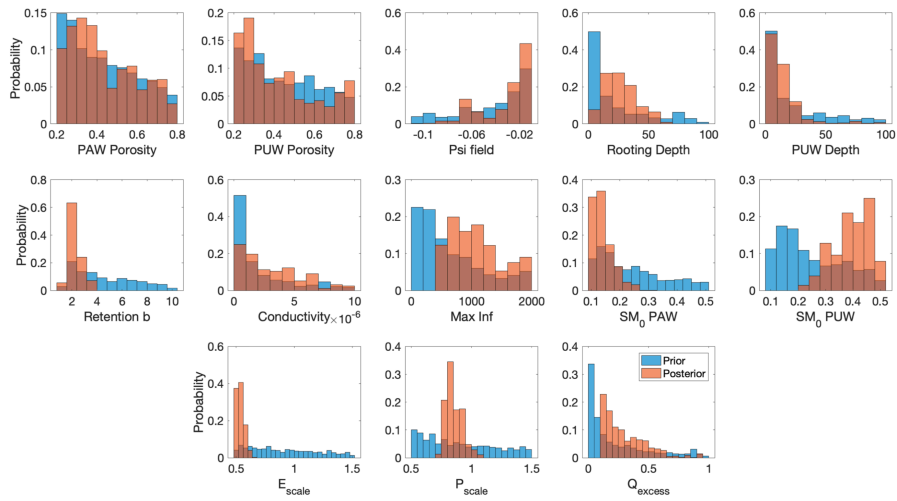 0.15
0.1
0.05
0
Probability
0.2 0.4 0.6 0.8
PAW Porosity
0.2
0.15
0.1
0.05
0
0.2 0.4 0.6 0.8
PUW Porosity
0.6
0.4
0.2
0
-0.1 -0.06 -0.02
Psi field
0.6
0.4
0.2
0
0 50 100
Rooting Depth
0.6
0.4
0.2
0
0 50 100
PUW Depth
0.8
0.6
0.4
0.2
0
Probability
2 4 6 8 10
Retention b
0.8
0.6
0.4
0.2
0
0 5 10
Conductivity×10-6
0.3
0.2
0.1
0
0 1000 2000
Max Inf
0.4
0.3
0.2
0.1
0
0.1 0.2 0.3 0.4 0.5
SM0 PAW
0.3
0.2
0.1
0
0.1 0.2 0.3 0.4 0.5
SM0 PUW
0.6
0.4
0.2
0
Probability
0.5 1 1.5
Escale
0.4
0.3
0.2
0.1
0
0.5 1 1.5
Pscale
0.4
0.3
0.2
0.1
0
0 0.5 1
Qexcess
Prior
Posterior